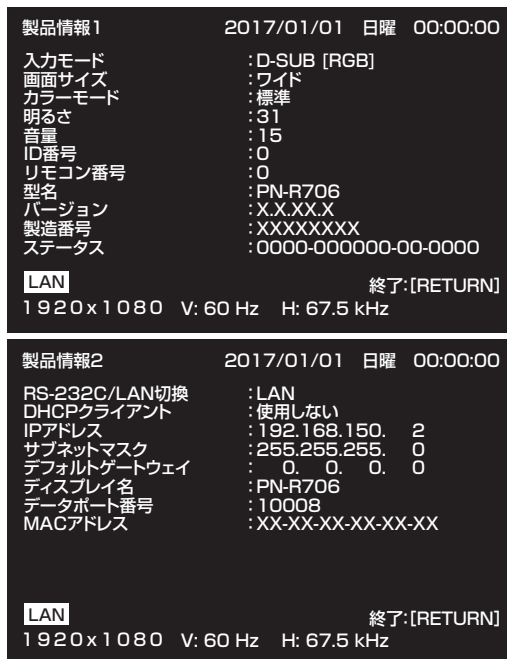 製品情報1 2017/01/01 日曜 00:00:00
入力モード :D-SUB [RGB]
画面サイズ :ワイド
カラーモード :標準
明るさ :31
音量 :15
ID番号 :0
リモコン番号 :0
型名 :PN-R706
バージョン :X.X.XX.X
製造番号 :XXXXXXXX
ステータス :0000-000000-00-0000
LAN 終了:[RETURN]
1920x1080 V: 60 Hz H: 67.5 kHz
製品情報2 2017/01/01 日曜 00:00:00
RS-232C/LAN切換 :LAN
DHCPクライアント :使用しない
IPアドレス :192.168.150. 2
サブネットマスク :255.255.255. 0
デフォルトゲートウェイ : 0. 0. 0. 0
ディスプレイ名 :PN-R706
データポート番号 :10008
MACアドレス :XX-XX-XX-XX-XX-XX
LAN 終了:[RETURN]
1920x1080 V: 60 Hz H: 67.5 kHz